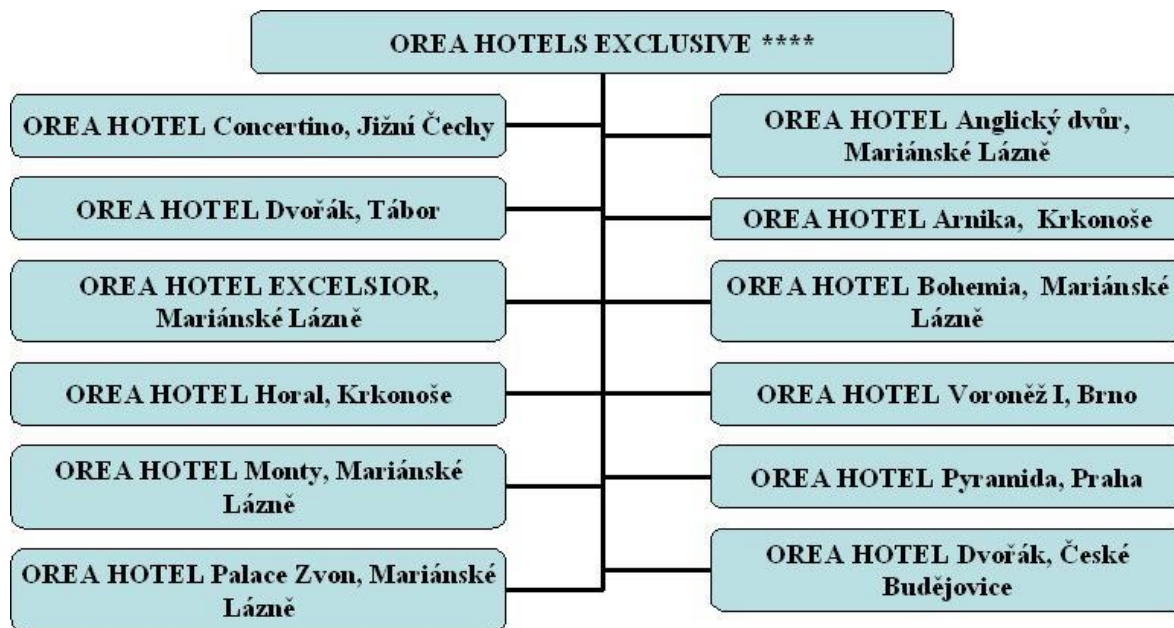 OREA HOTELS EXCLUSIVE ****
OREA HOTEL Concertino, Jižní Čechy
OREA HOTEL Anglický dvůr,
Mariánské Lázně
OREA HOTEL Dvořák, Tábor
OREA HOTEL Arnika, Krkonoše
OREA HOTEL EXCELSIOR,
Mariánské Lázně
OREA HOTEL Bohemia, Mariánské
Lázně
OREA HOTEL Horal, Krkonoše
OREA HOTEL Voroněž I, Brno
OREA HOTEL Monty, Mariánské
Lázně
OREA HOTEL Pyramida, Praha
OREA HOTEL Palace Zvon, Mariánské
Lázně
OREA HOTEL Dvořák, České
Budějovice